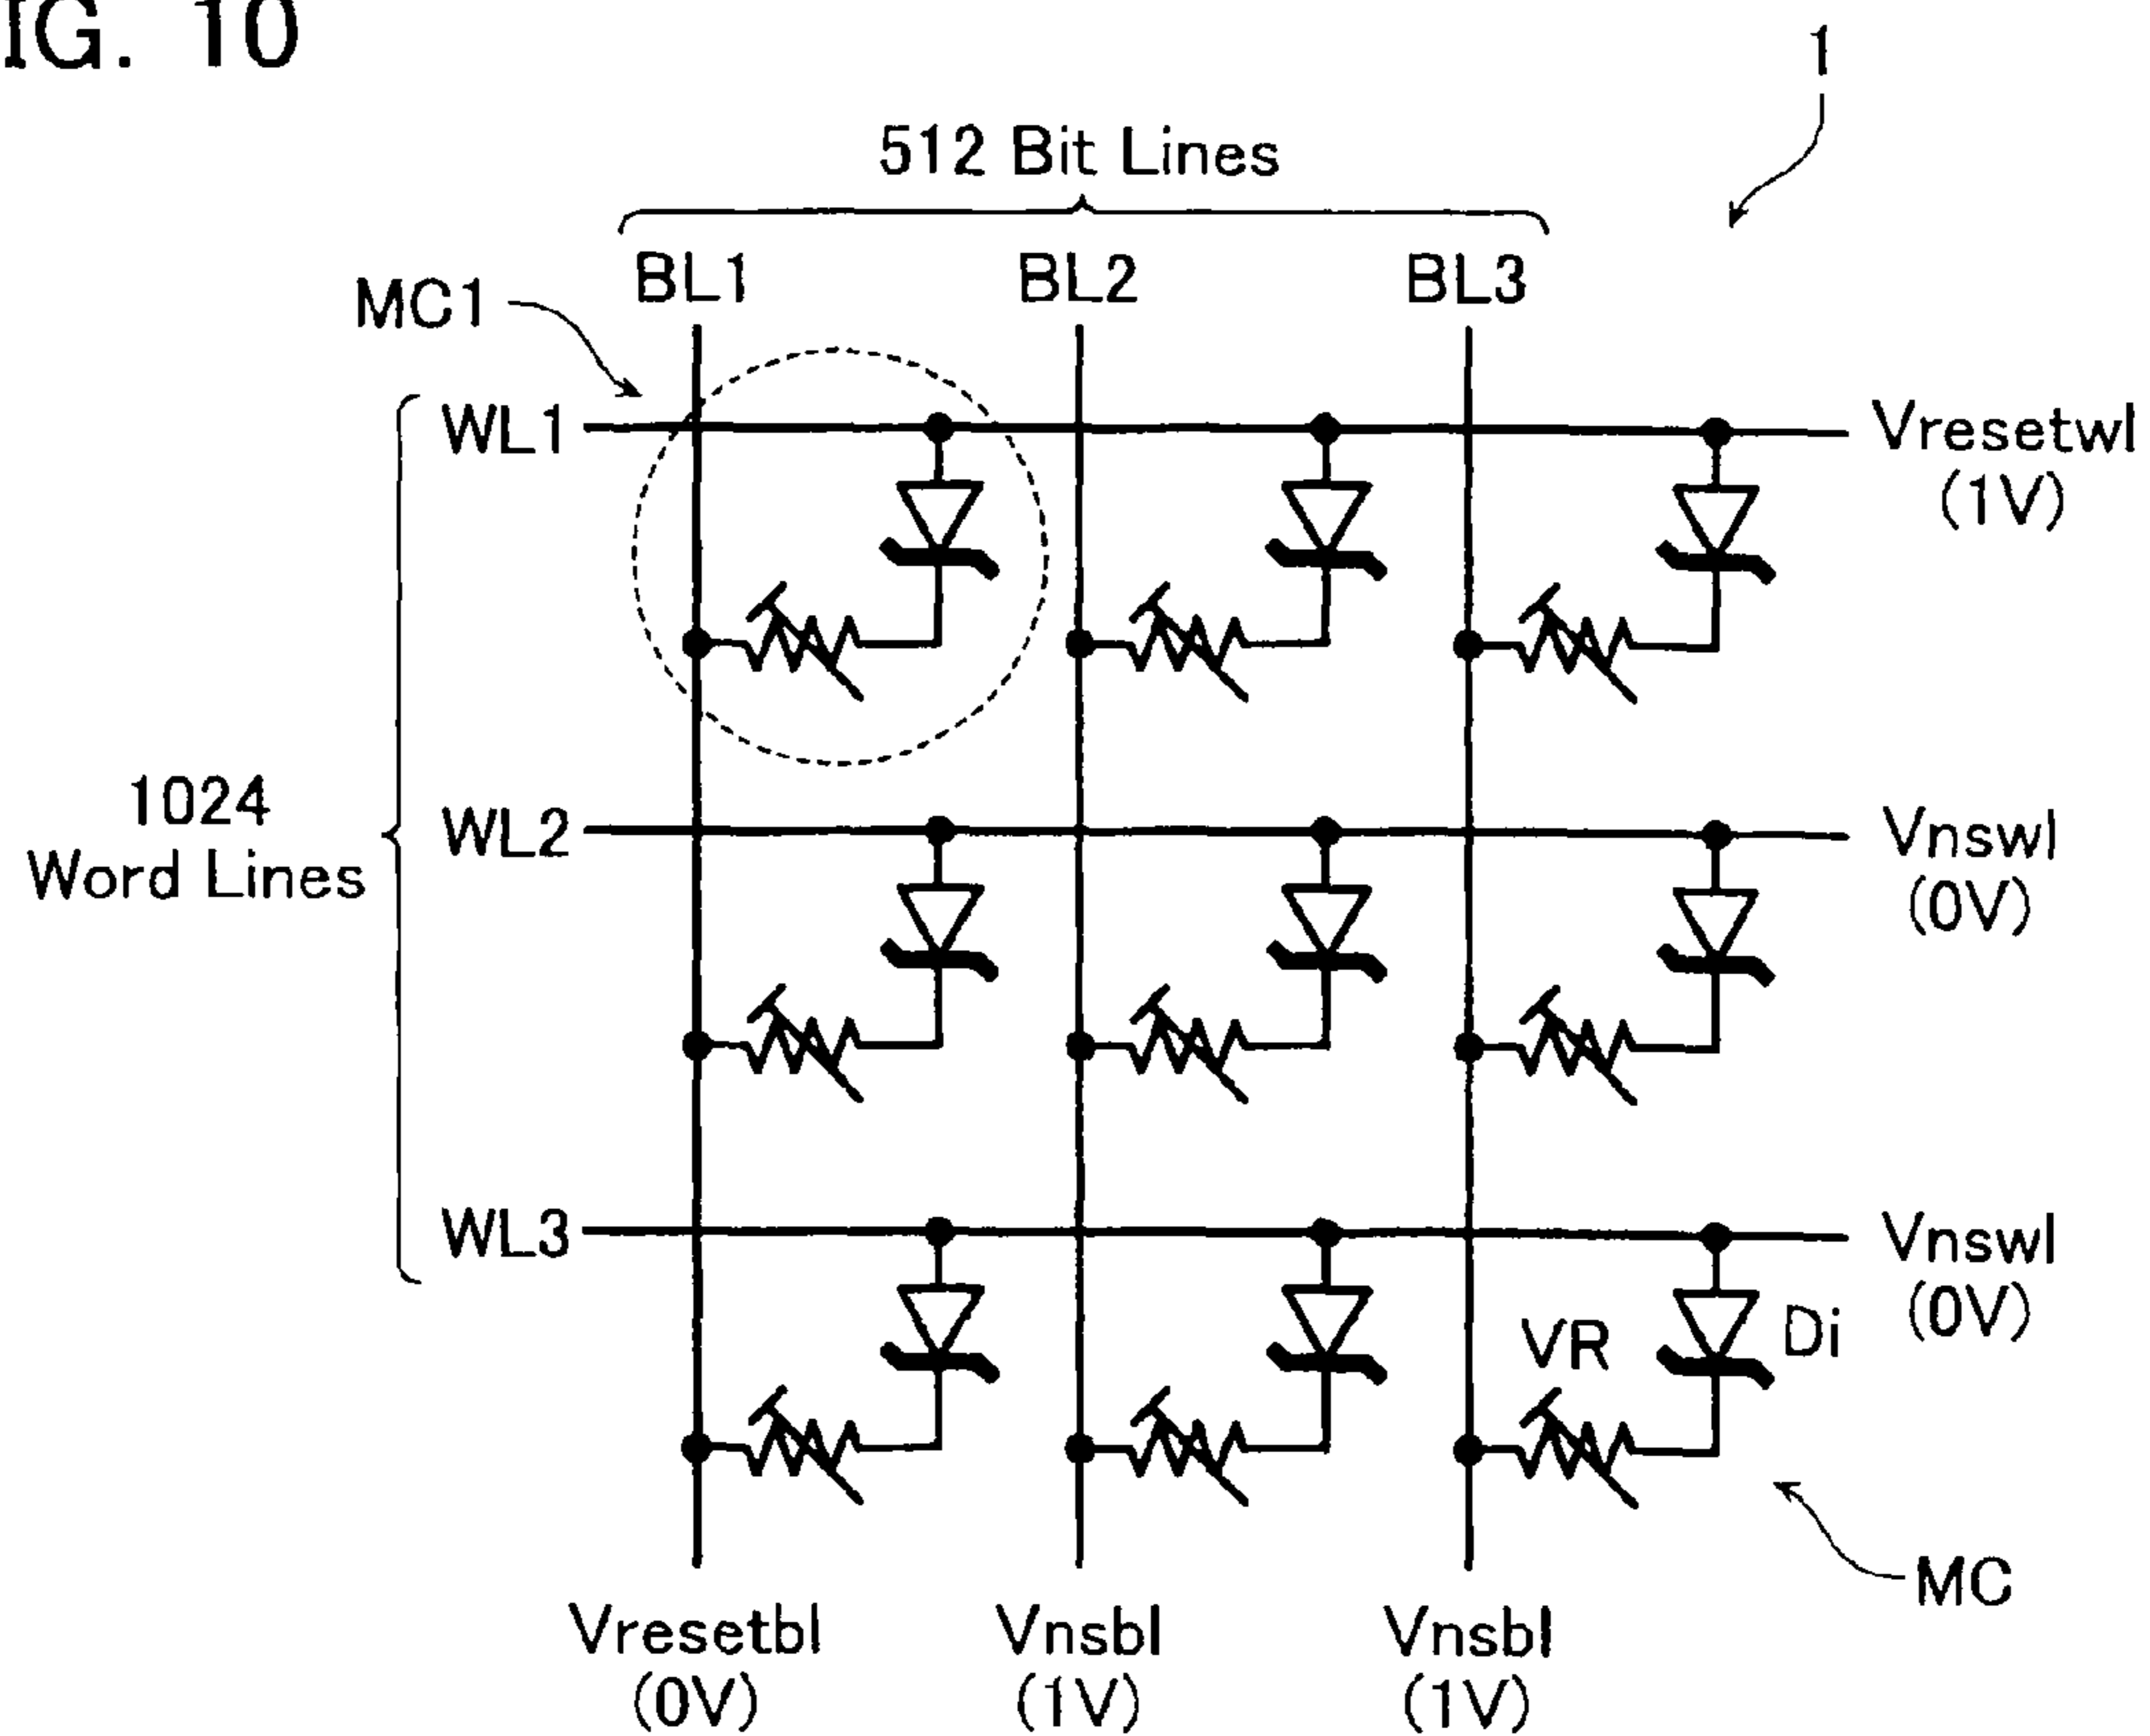 IG. 10
1
512 Bit Lines
BL1 BL2 BL3
MC1
WL1
Vresetwl
(1V)
1024
Word Lines
WL2
Vnswl
(0V)
WL3
Vnswl
(0V)
VR
Di
MC
Vresetbl
(0V)
Vnsbl
(1V)
Vnsbl
(1V)